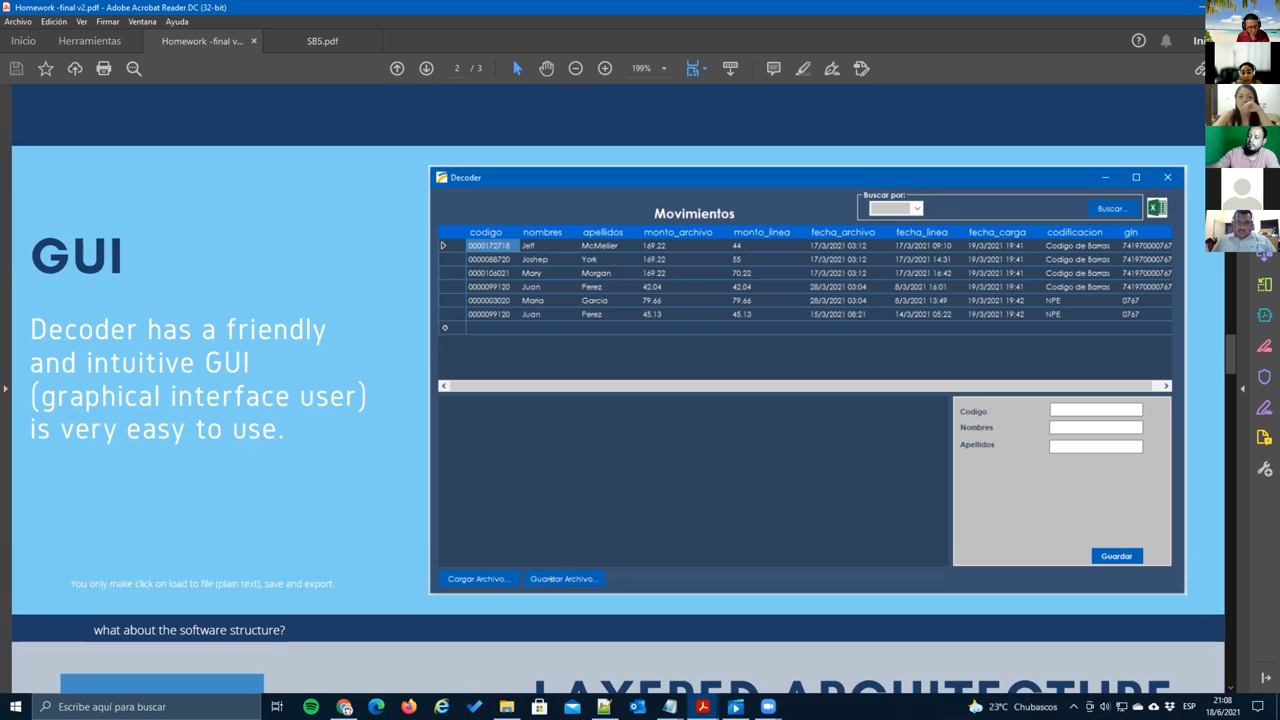 Homework -final v2.pdf - Adobe Acrobat Reader DC (32-bit)
Archivo Edición Ver Firmar Ventana Ayuda
Inicio Herramientas Homework -final v... × SB5.pdf
2 / 3 199%
Decoder
Buscar por:
Buscar...
Movimientos
codigo nombres apellidos monto_archivo monto_linea fecha_archivo fecha_linea fecha_carga codificacion gln
0000172718 Jeff McMeller 169.22 44 17/3/2021 03:12 17/3/2021 09:10 19/3/2021 19:41 Codigo de Barras 741970000767
0000088720 Joshep York 169.22 55 17/3/2021 03:12 17/3/2021 14:31 19/3/2021 19:41 Codigo de Barras 741970000767
0000106021 Mary Morgan 169.22 70.22 17/3/2021 03:12 17/3/2021 16:42 19/3/2021 19:41 Codigo de Barras 741970000767
0000099120 Juan Perez 42.04 42.04 28/3/2021 03:04 8/3/2021 16:01 19/3/2021 19:41 Codigo de Barras 741970000767
0000003020 Maria Garcia 79.66 79.66 28/3/2021 03:04 8/3/2021 13:49 19/3/2021 19:42 NPE 0767
0000099120 Juan Perez 45.13 45.13 15/3/2021 08:21 14/3/2021 05:22 19/3/2021 19:42 NPE 0767
GUI
Decoder has a friendly
and intuitive GUI
(graphical interface user)
is very easy to use.
Codigo
Nombres
Apellidos
Guardar
Cargar Archivo... Guardar Archivo...
You only make click on load to file (plain text), save and export.
what about the software structure?
LAYERED ARCHITECTURE
Escribe aquí para buscar
23°C Chubascos
ESP
21:08
18/6/2021